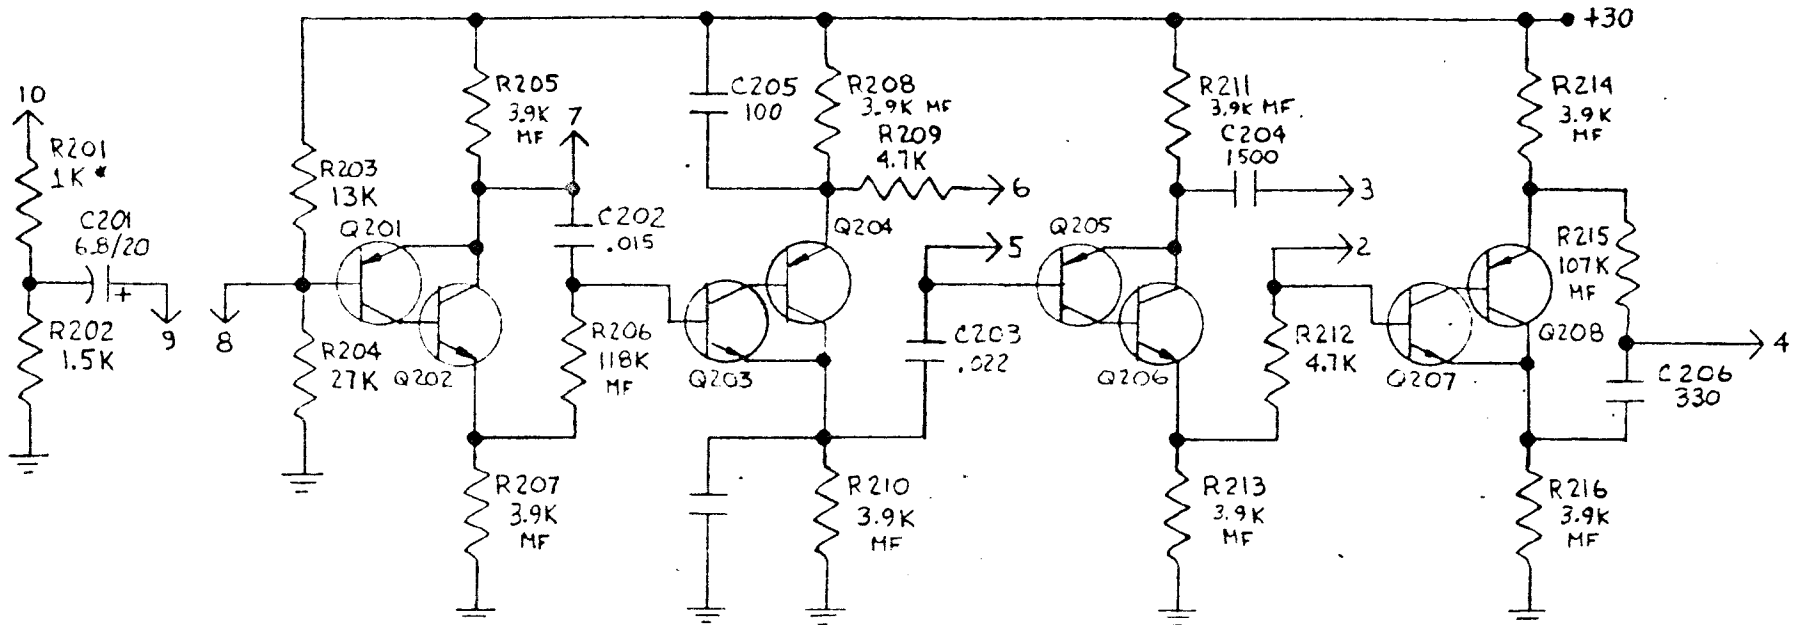 +30
10
R201
1K *
C201
6.8/20
+
9
8
R202
1.5K
R203
13K
R204
27K
Q201
Q202
R205
3.9K
MF
7
C202
.015
R206
118K
MF
R207
3.9K
MF
C205
100
R208
3.9K MF
R209
4.7K
6
Q204
Q203
5
C203
.022
R210
3.9K
MF
Q205
Q206
R211
3.9K MF
C204
1500
3
2
R212
4.7K
R213
3.9K
MF
R214
3.9K
MF
R215
107K
MF
Q208
Q207
4
C206
330
R216
3.9K
MF